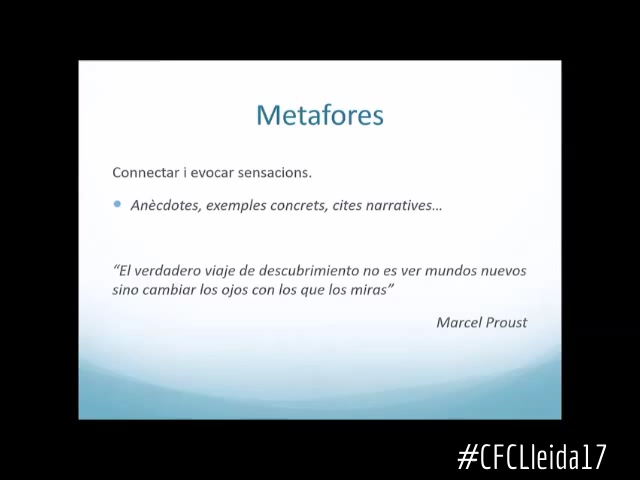 Metafores
Connectar i evocar sensacions.
Anècdotes, exemples concrets, cites narratives...
“El verdadero viaje de descubrimiento no es ver mundos nuevos
sino cambiar los ojos con los que los miras”
Marcel Proust
#CFCLleida17